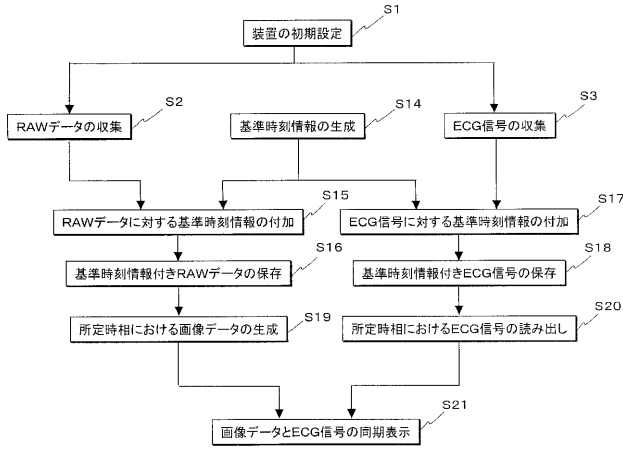 S1
装置の初期設定
S2
S14
S3
RAWデータの収集
基準時刻情報の生成
ECG信号の収集
S15
S17
RAWデータに対する基準時刻情報の付加
ECG信号に対する基準時刻情報の付加
S16
S18
基準時刻情報付きRAWデータの保存
基準時刻情報付きECG信号の保存
S19
S20
所定時相における画像データの生成
所定時相におけるECG信号の読み出し
S21
画像データとECG信号の同期表示